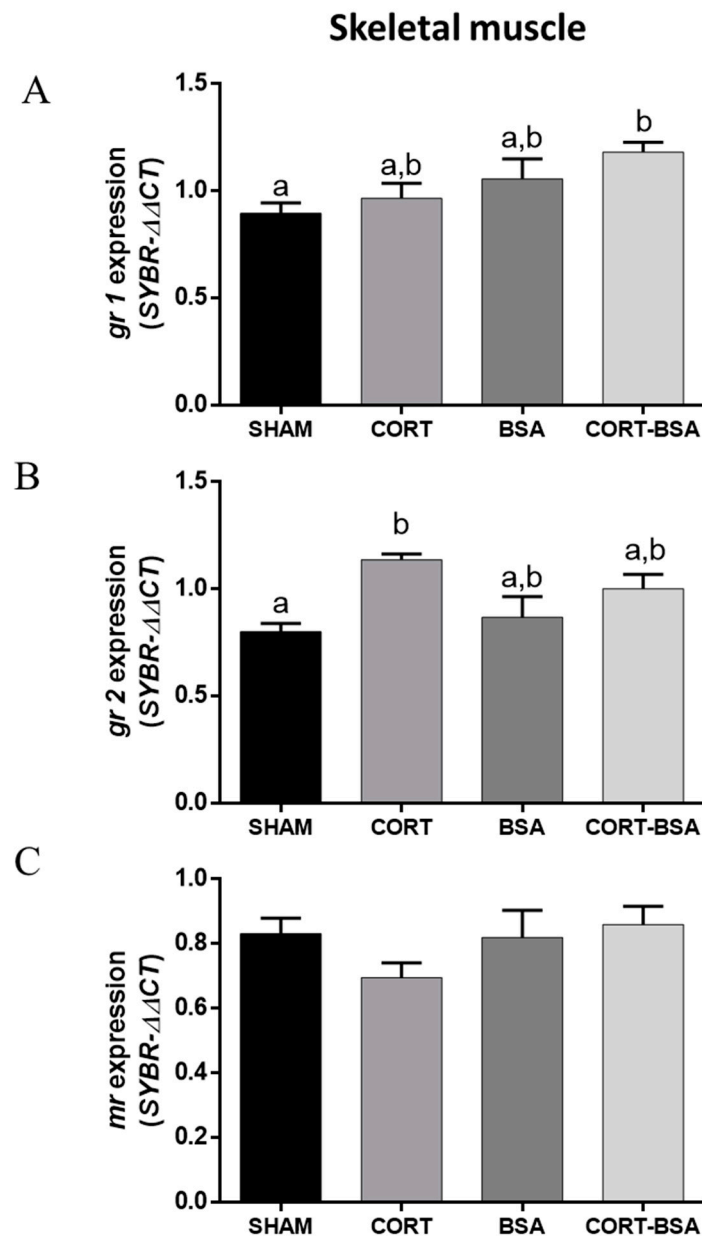 Skeletal muscle
A
gr 1 expression
(SYBR-ΔΔCT)
1.5
1.0
0.5
0.0
a
a,b
a,b
b
SHAM
CORT
BSA
CORT-BSA
B
gr 2 expression
(SYBR-ΔΔCT)
1.5
1.0
0.5
0.0
a
b
a,b
a,b
SHAM
CORT
BSA
CORT-BSA
C
mr expression
(SYBR-ΔΔCT)
1.0
0.8
0.6
0.4
0.2
0.0
SHAM
CORT
BSA
CORT-BSA